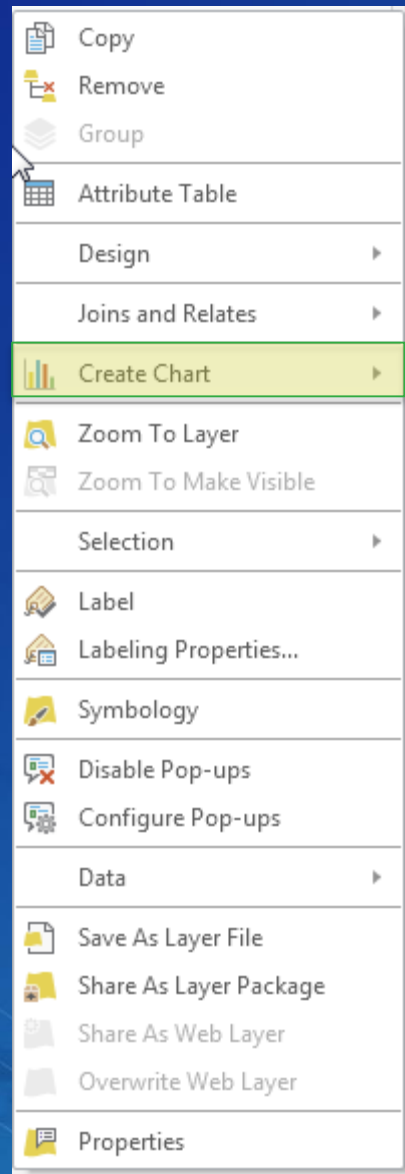 Copy
Remove
Group
Attribute Table
Design
Joins and Relates
Create Chart
Zoom To Layer
Zoom To Make Visible
Selection
Label
Labeling Properties...
Symbology
Disable Pop-ups
Configure Pop-ups
Data
Save As Layer File
Share As Layer Package
Share As Web Layer
Overwrite Web Layer
Properties